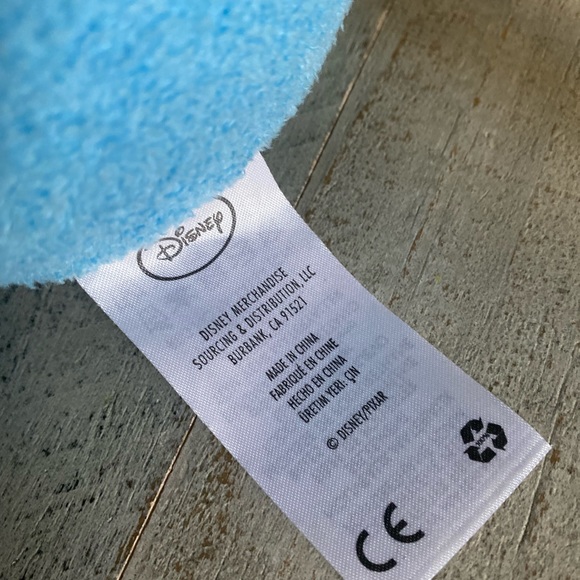 Disney
DISNEY MERCHANDISE
SOURCING & DISTRIBUTION, LLC
BURBANK, CA 91521
MADE IN CHINA
FABRIQUÉ EN CHINE
HECHO EN CHINA
ÜRETIM YERI: ÇIN
© DISNEY/PIXAR
CE